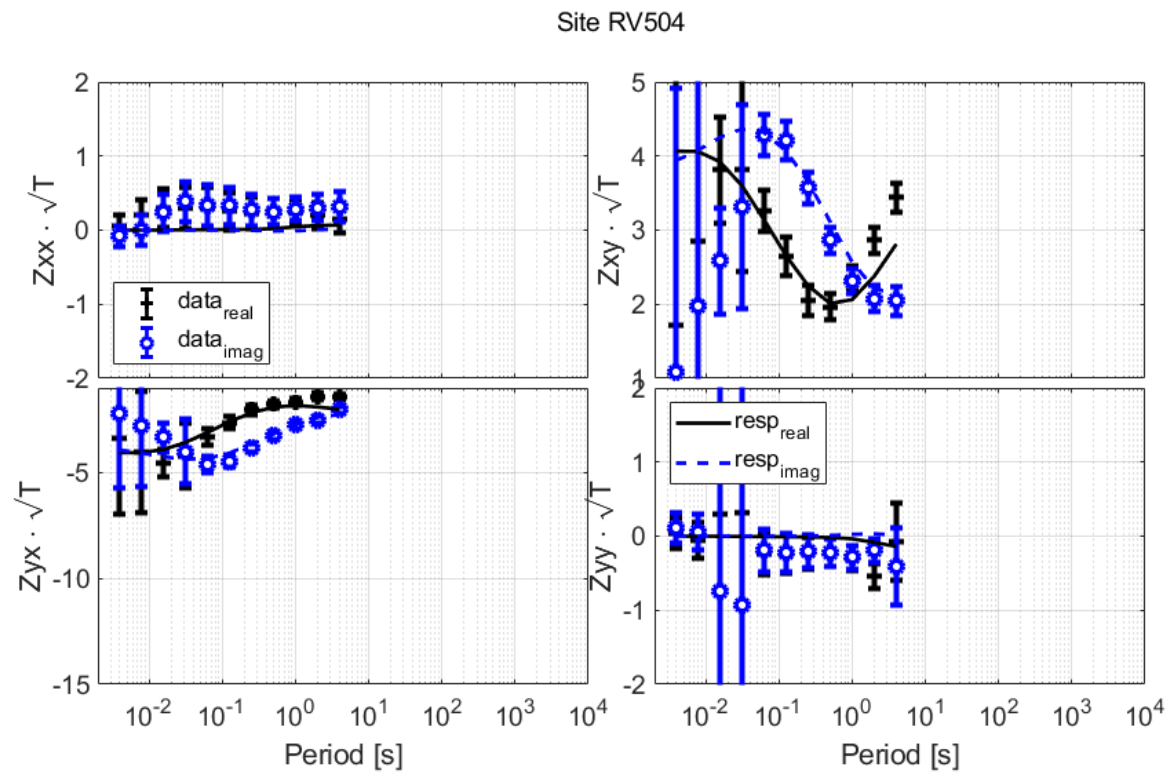 Site RV504
2
1
0
-1
-2
Zxx · √T
data_real
data_imag
5
4
3
2
1
Zxy · √T
-5
-10
-15
Zyx · √T
10^-2 10^-1 10^0 10^1 10^2 10^3 10^4
Period [s]
2
1
0
-1
-2
Zyy · √T
resp_real
resp_imag
10^-2 10^-1 10^0 10^1 10^2 10^3 10^4
Period [s]